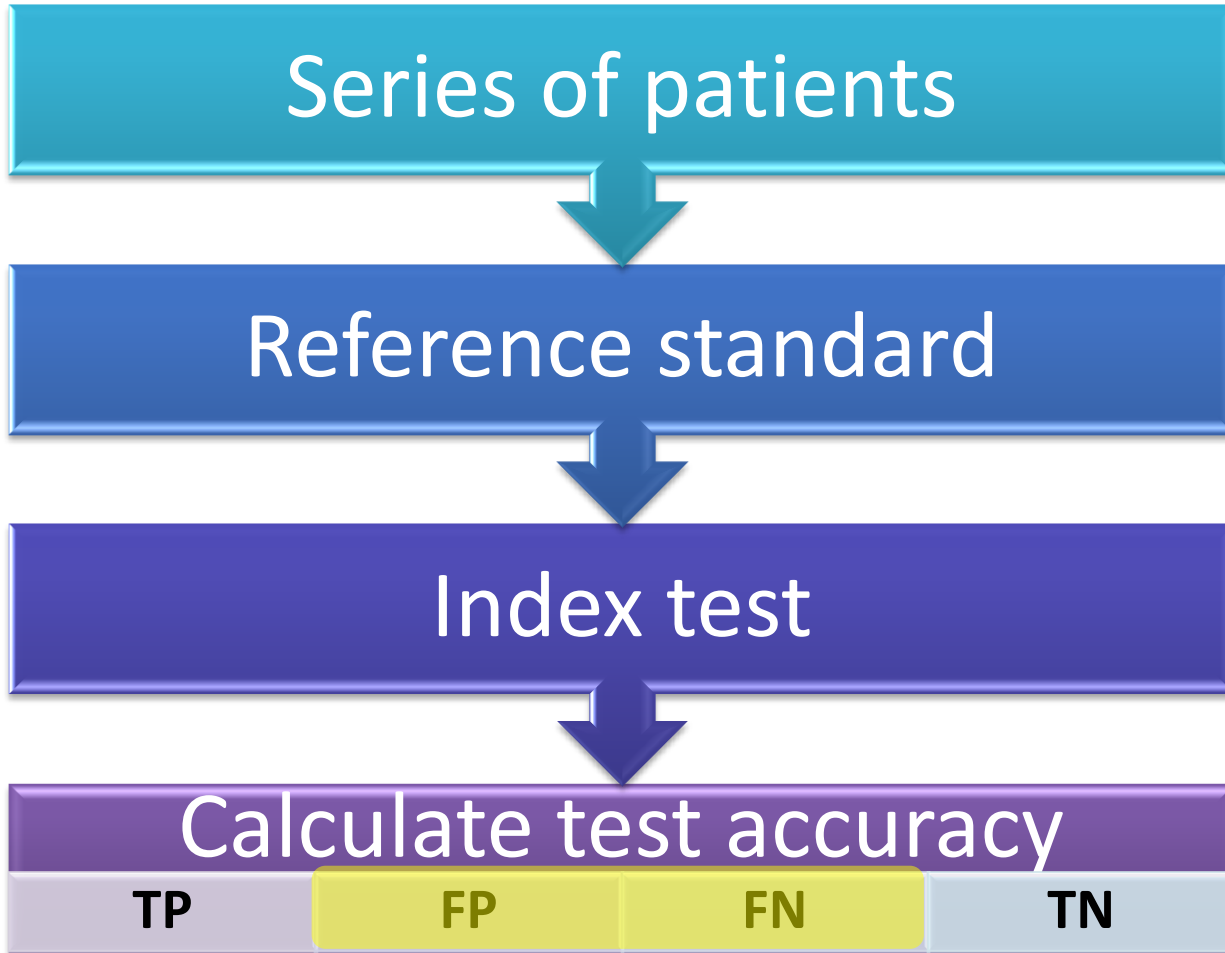 Series of patients
Reference standard
Index test
Calculate test accuracy
TP FP FN TN